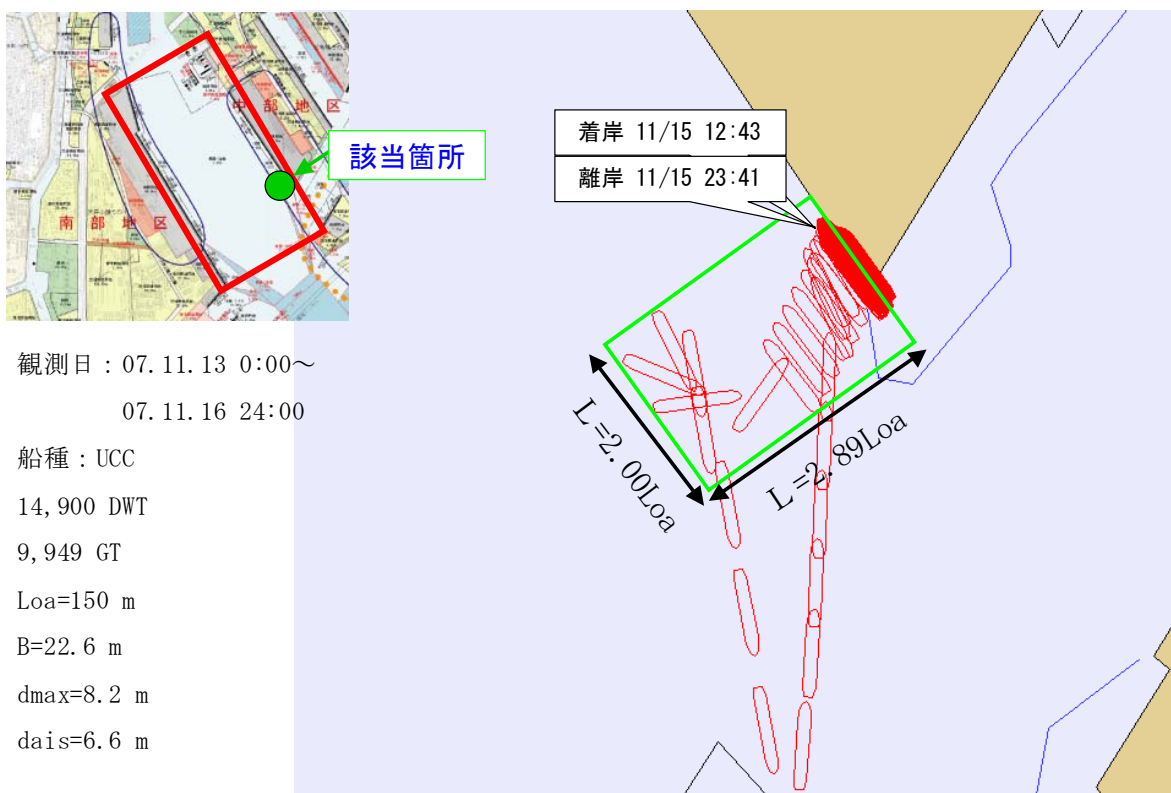 中部地区
南部地区
該当箇所
着岸 11/15 12:43
離岸 11/15 23:41
観測日：07.11.13 0:00～
07.11.16 24:00
船種：UCC
14,900 DWT
9,949 GT
Loa=150 m
B=22.6 m
dmax=8.2 m
dais=6.6 m
L=2.00Loa
L=2.89Loa